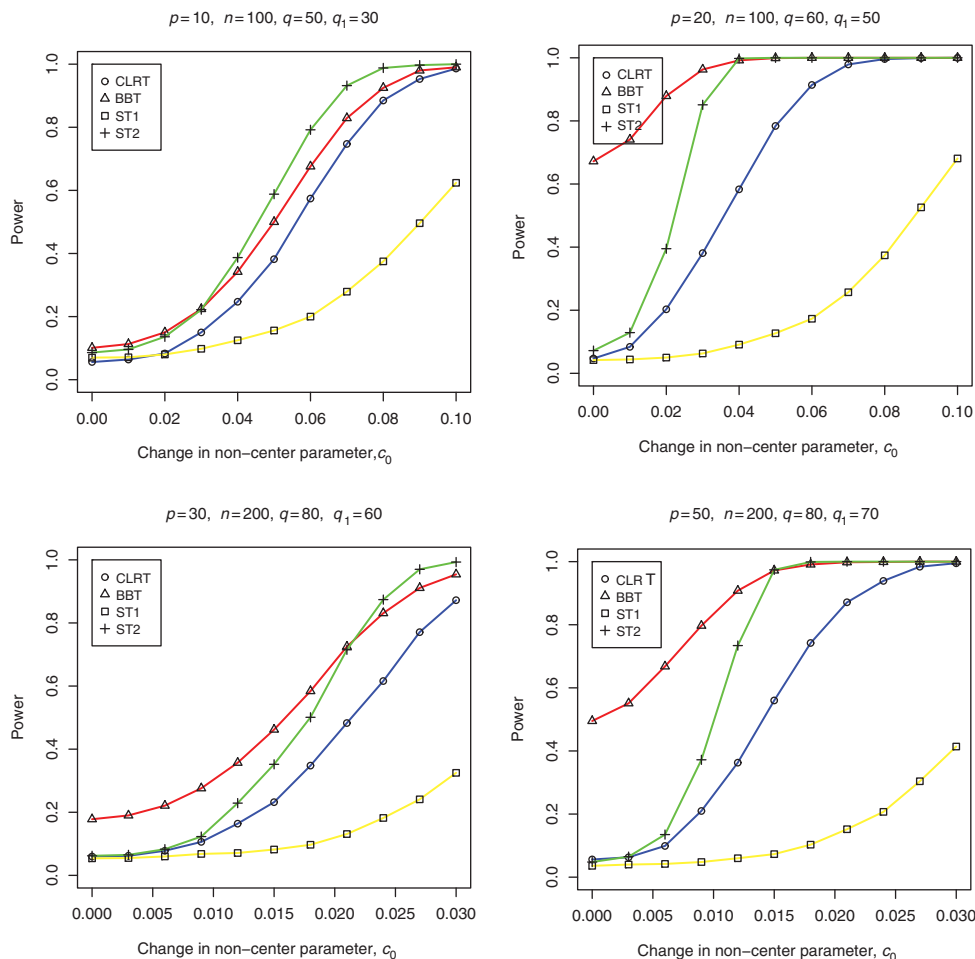 p=10, n=100, q=50, q₁=30
1.0
0.8
0.6
0.4
0.2
0.0
Power
CLRT
BBT
ST1
ST2
0.00 0.02 0.04 0.06 0.08 0.10
Change in non−center parameter,c₀
p=20, n=100, q=60, q₁=50
1.0
0.8
0.6
0.4
0.2
0.0
Power
CLRT
BBT
ST1
ST2
0.00 0.02 0.04 0.06 0.08 0.10
Change in non−center parameter, c₀
p=30, n=200, q=80, q₁=60
1.0
0.8
0.6
0.4
0.2
0.0
Power
CLRT
BBT
ST1
ST2
0.000 0.005 0.010 0.015 0.020 0.025 0.030
Change in non−center parameter, c₀
p=50, n=200, q=80, q₁=70
1.0
0.8
0.6
0.4
0.2
0.0
Power
CLR T
BBT
ST1
ST2
0.000 0.005 0.010 0.015 0.020 0.025 0.030
Change in non−center parameter, c₀